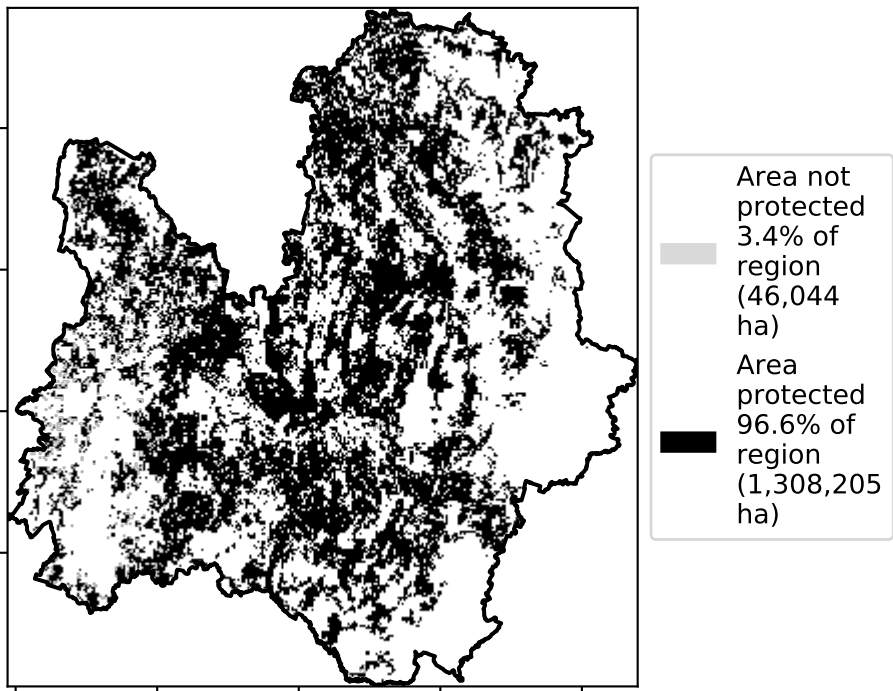 Area not
protected
3.4% of
region
(46,044
ha)
Area
protected
96.6% of
region
(1,308,205
ha)